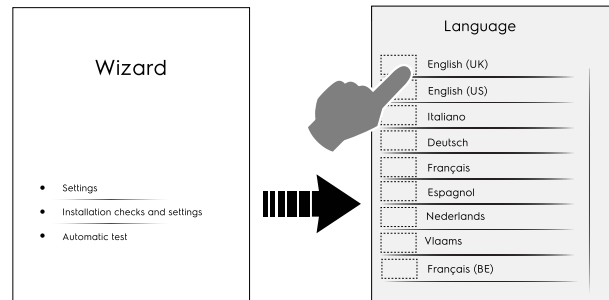 Wizard
Settings
Installation checks and settings
Automatic test
Language
English (UK)
English (US)
Italiano
Deutsch
Français
Espagnol
Nederlands
Vlaams
Français (BE)